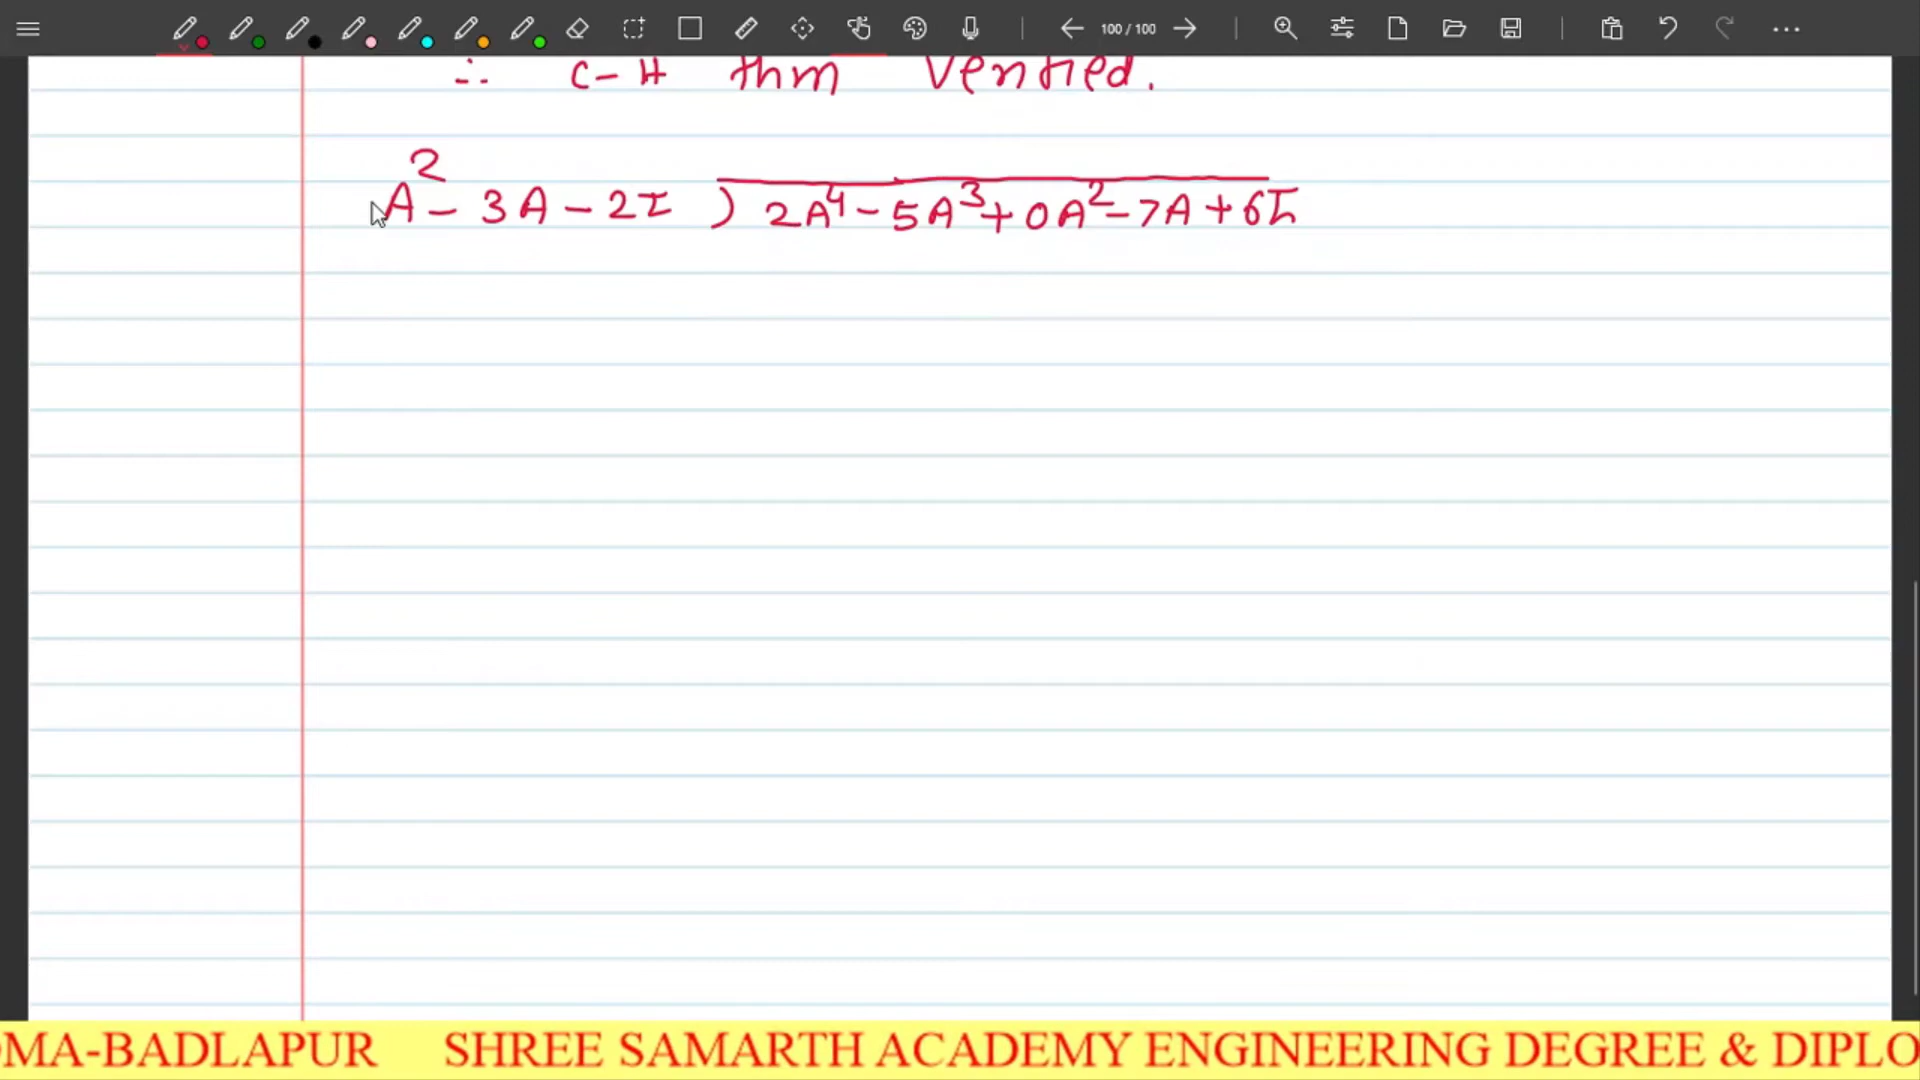 100 / 100
∴ C-H thm Verified.
A² - 3A - 2I ) 2A⁴ - 5A³ + 0A² - 7A + 6I
OMA-BADLAPUR SHREE SAMARTH ACADEMY ENGINEERING DEGREE & DIPLO